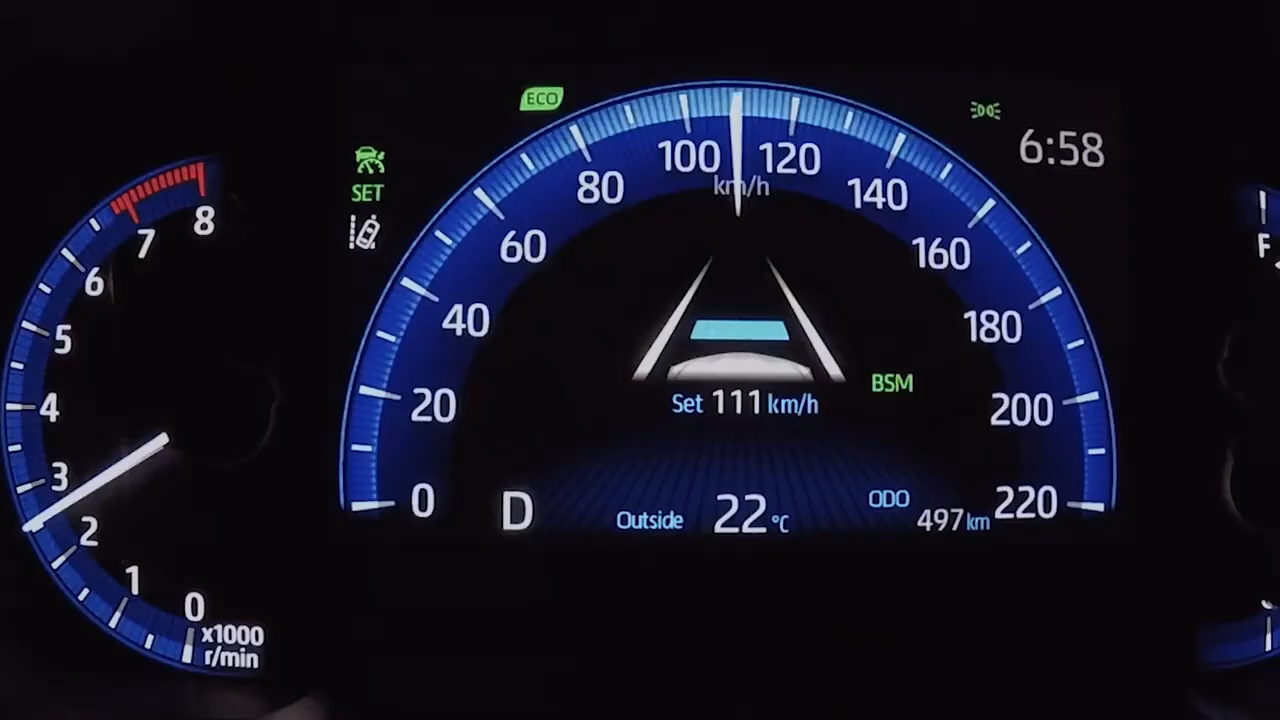 ECO
6:58
SET
100
120
km/h
80
140
60
160
40
180
20
200
0
220
BSM
Set 111 km/h
D
Outside 22 °C
ODO
497 km
8
7
6
5
4
3
2
1
0
x1000
r/min
F